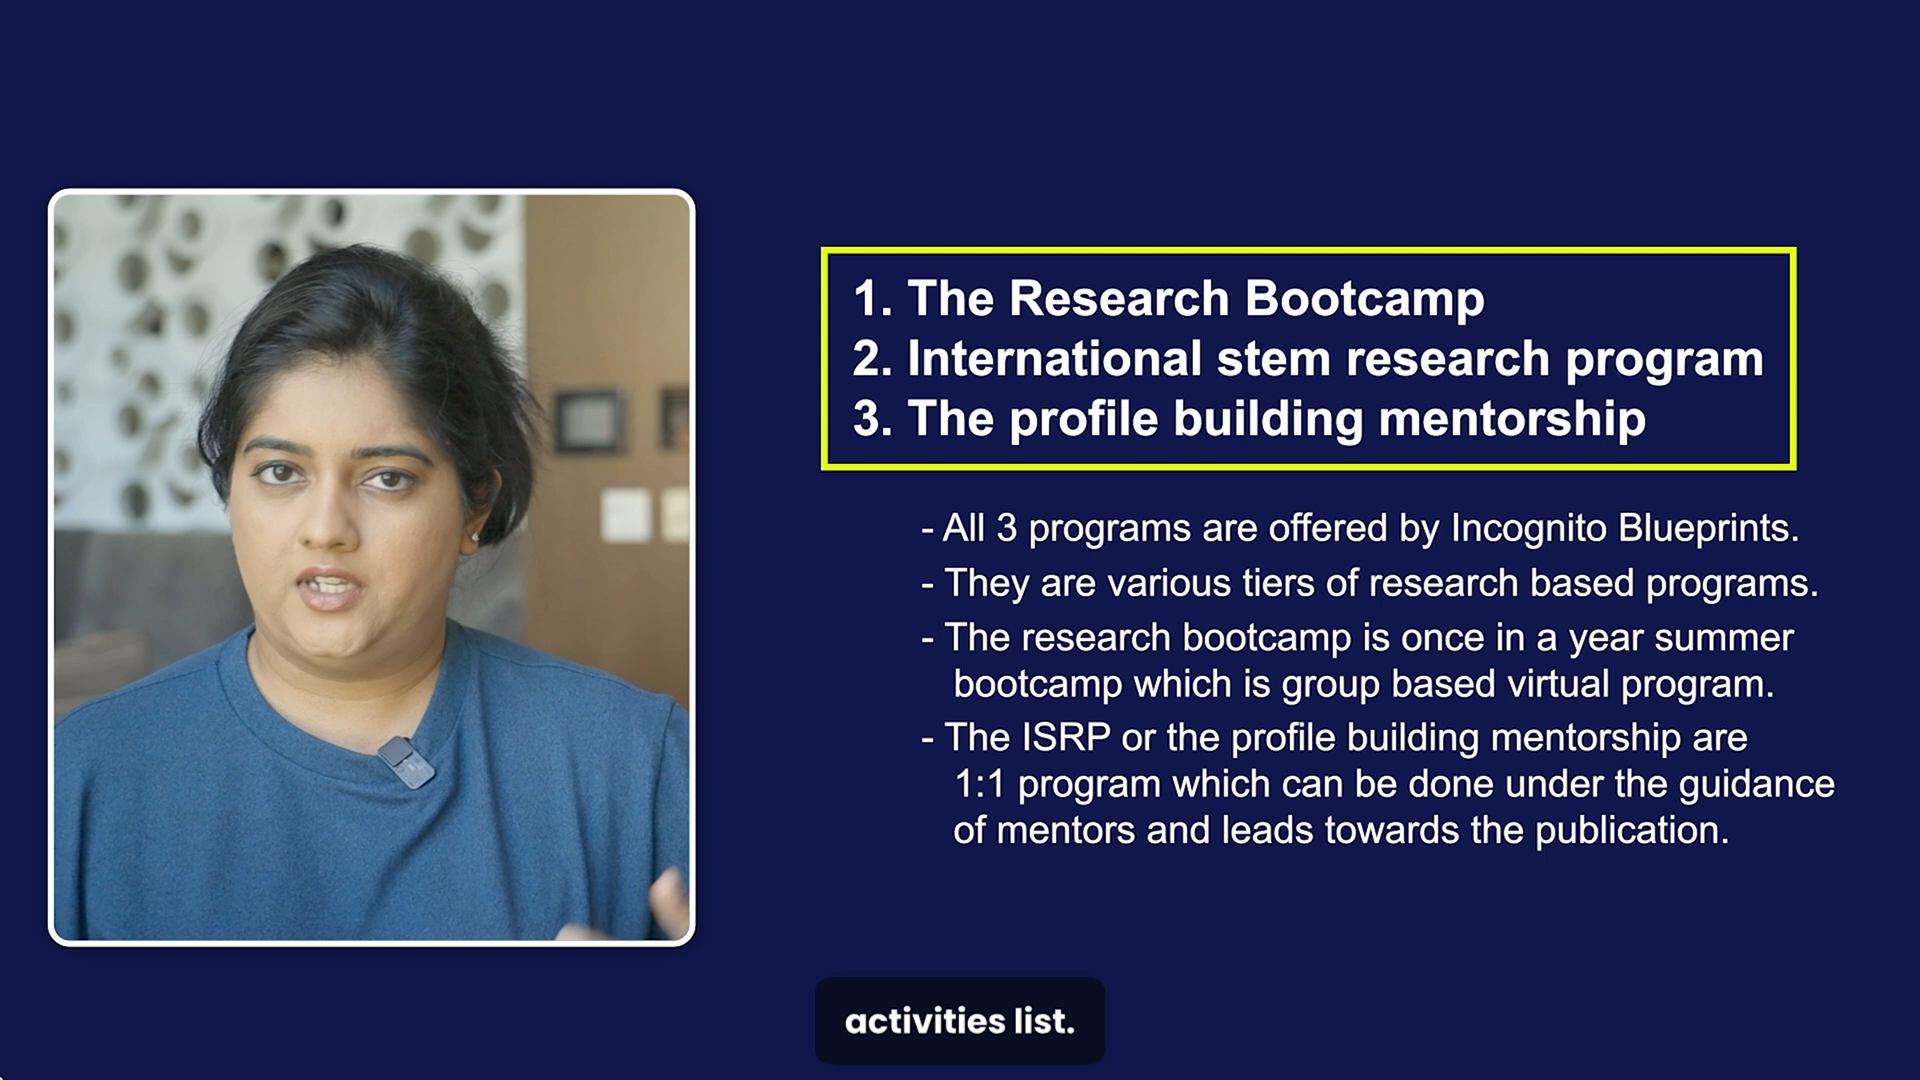 1. The Research Bootcamp
2. International stem research program
3. The profile building mentorship
- All 3 programs are offered by Incognito Blueprints.
- They are various tiers of research based programs.
- The research bootcamp is once in a year summer
bootcamp which is group based virtual program.
- The ISRP or the profile building mentorship are
1:1 program which can be done under the guidance
of mentors and leads towards the publication.
activities list.